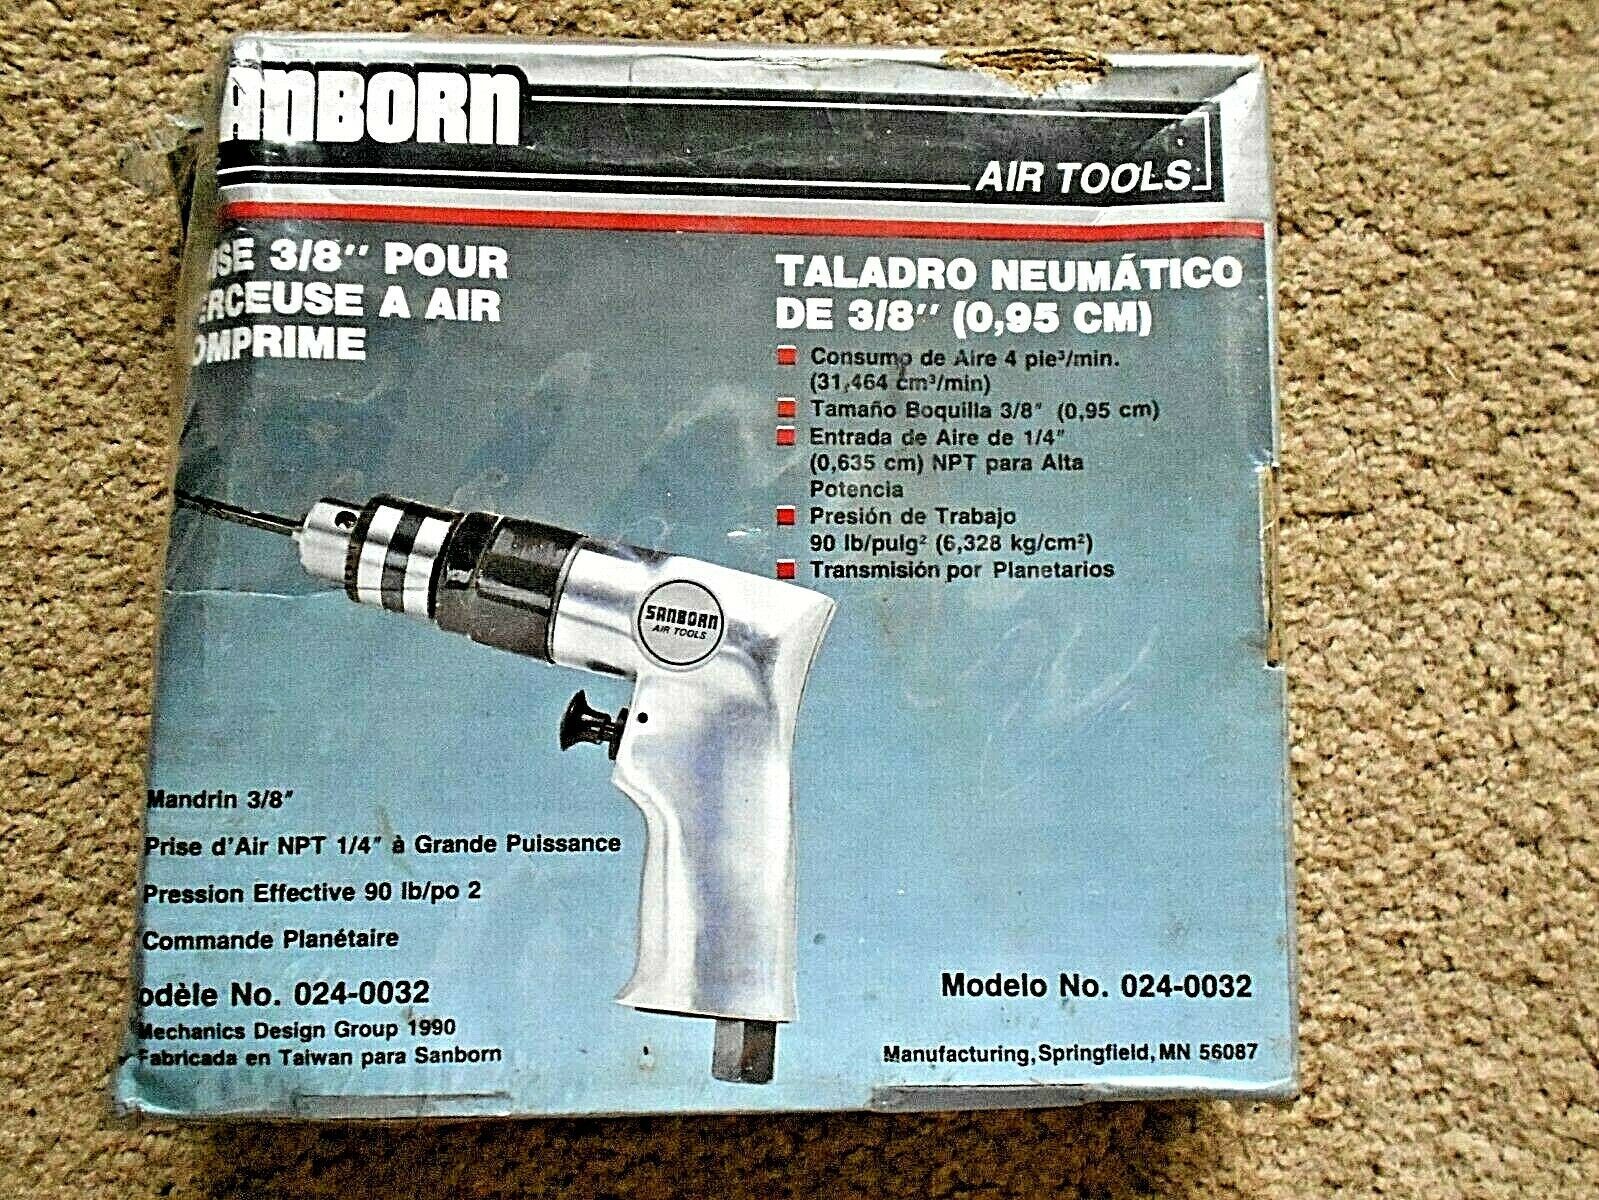 SANBORN
AIR TOOLS
3/8" POUR
A AIR
TALADRO NEUMÁTICO
DE 3/8" (0,95 CM)
Consumo de Aire 4 pie³/min.
(31,464 cm³/min)
Tamaño Boquilla 3/8" (0,95 cm)
Entrada de Aire de 1/4"
(0,635 cm) NPT para Alta
Potencia
Presión de Trabajo
90 lb/pulg² (6,328 kg/cm²)
Transmisión por Planetarios
SANBORN
AIR TOOLS
Mandrin 3/8"
Prise d'Air NPT 1/4" à Grande Puissance
Pression Effective 90 lb/po 2
Commande Planétaire
odèle No. 024-0032
Mechanics Design Group 1990
Fabricada en Taiwan para Sanborn
Modelo No. 024-0032
Manufacturing, Springfield, MN 56087